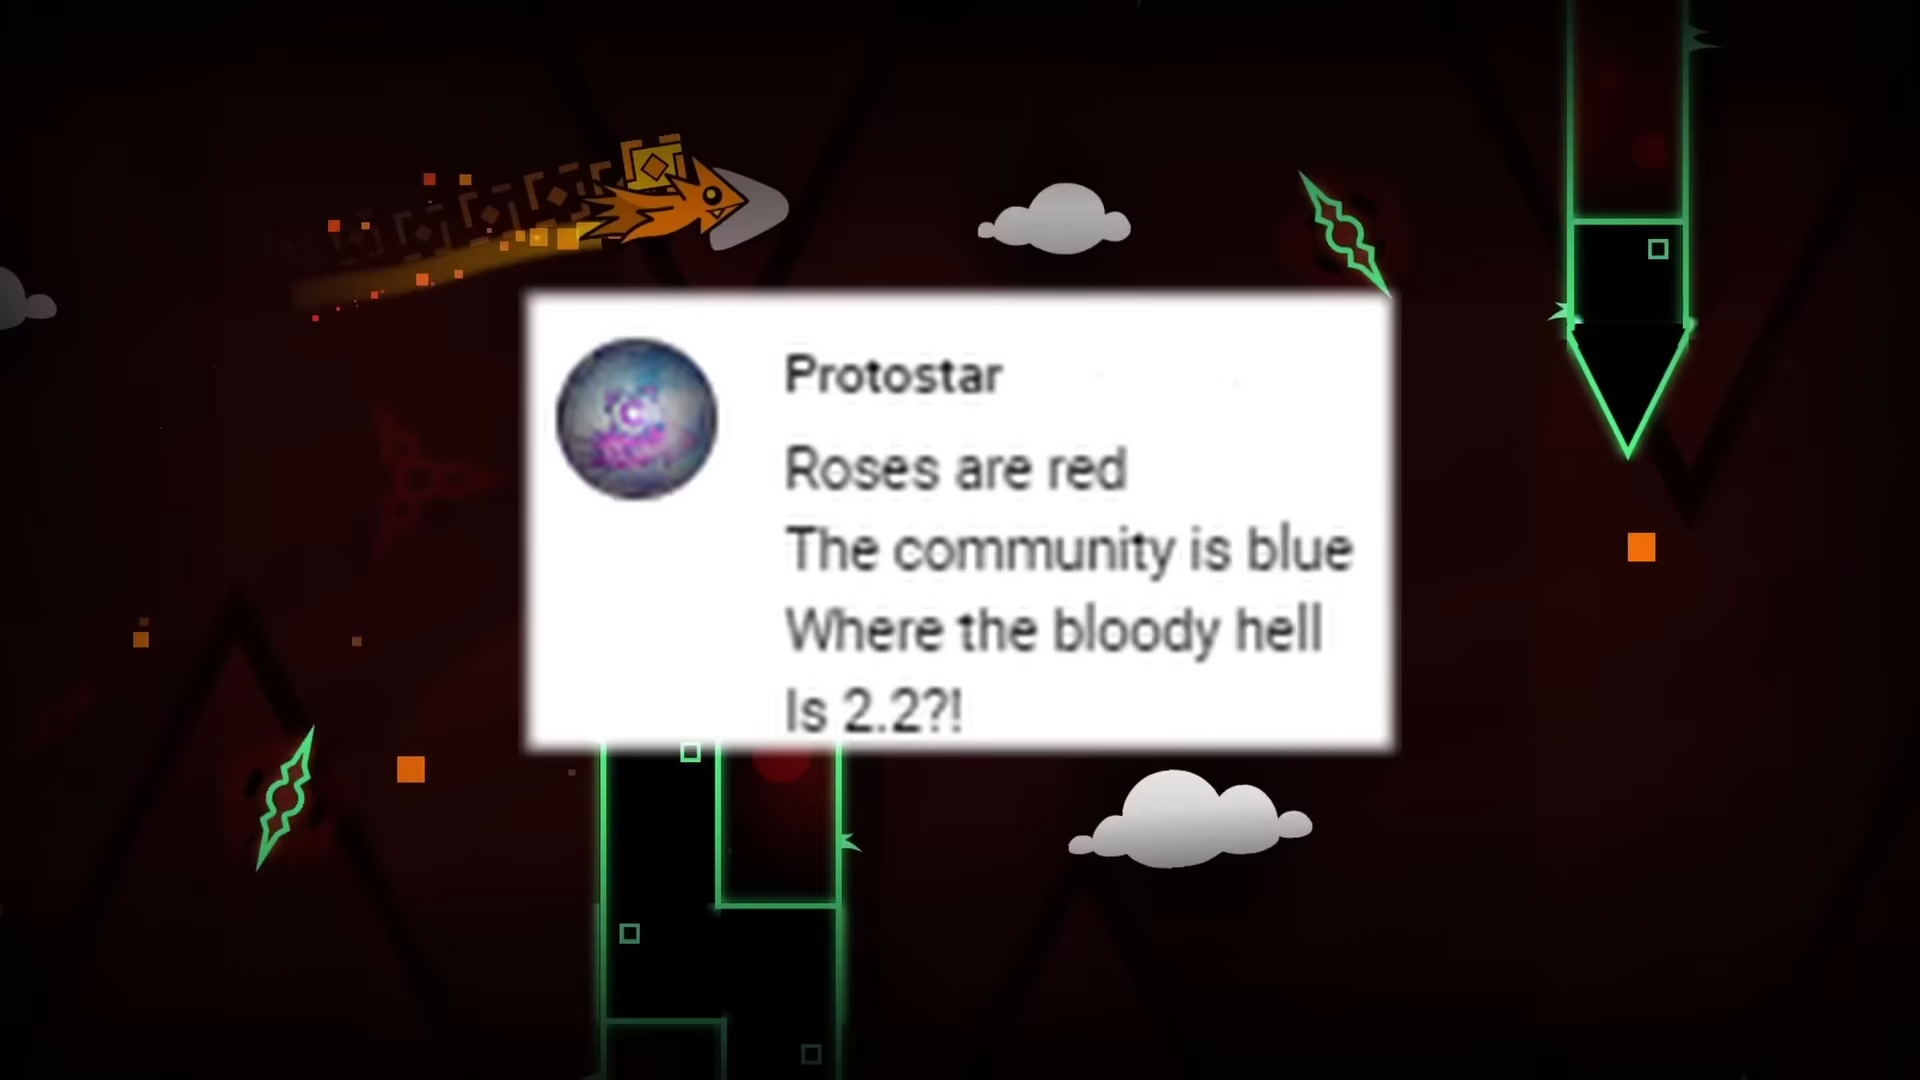 Protostar
Roses are red
The community is blue
Where the bloody hell
Is 2.2?!